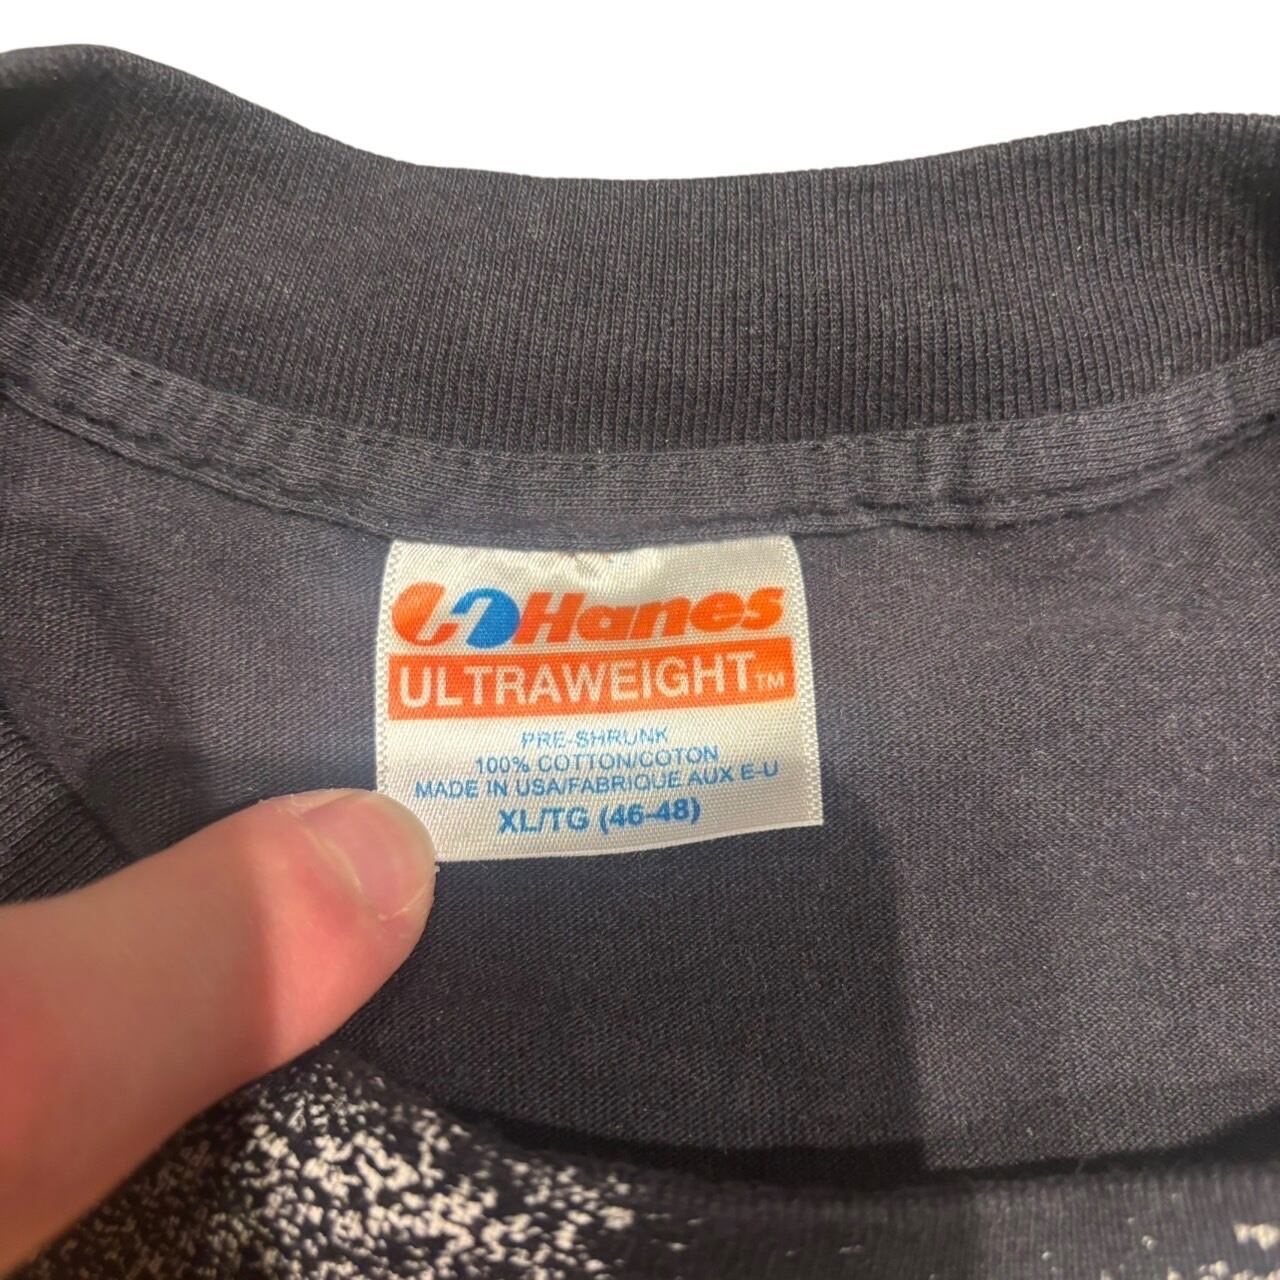 Hanes
ULTRAWEIGHT™
PRE-SHRUNK
100% COTTON/COTON
MADE IN USA/FABRIQUE AUX E-U
XL/TG (46-48)